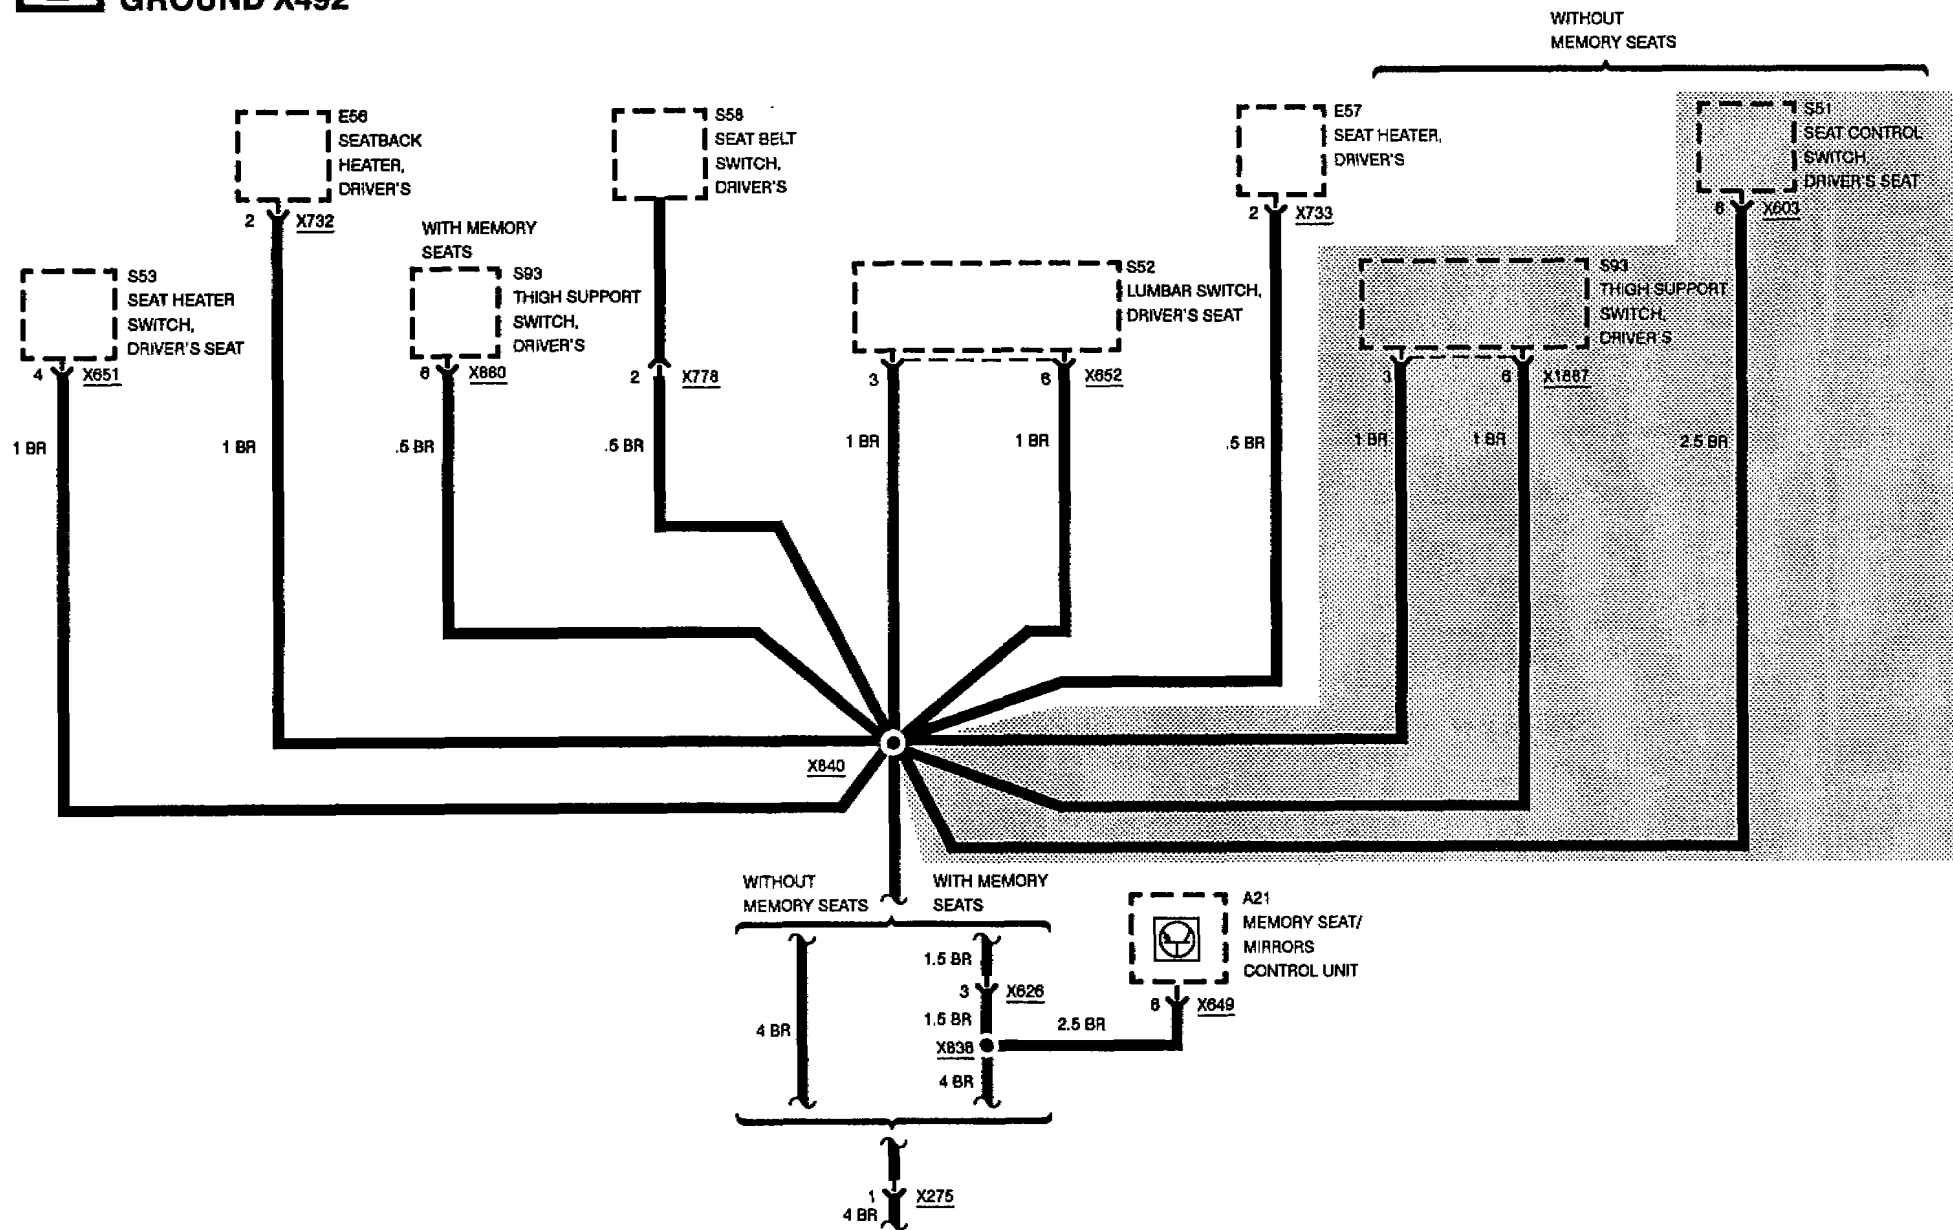 GROUND X492
WITHOUT
MEMORY SEATS
E56
SEATBACK
HEATER,
DRIVER'S
2 X732
S58
SEAT BELT
SWITCH,
DRIVER'S
E57
SEAT HEATER,
DRIVER'S
2 X733
S51
SEAT CONTROL
SWITCH,
DRIVER'S SEAT
6 X603
WITH MEMORY
SEATS
S53
SEAT HEATER
SWITCH,
DRIVER'S SEAT
4 X651
S93
THIGH SUPPORT
SWITCH,
DRIVER'S
6 X880
2 X778
S52
LUMBAR SWITCH,
DRIVER'S SEAT
3
6 X652
S93
THIGH SUPPORT
SWITCH,
DRIVER'S
3
6 X1887
1 BR
1 BR
.5 BR
.5 BR
1 BR
1 BR
.5 BR
1 BR
1 BR
2.5 BR
X840
WITHOUT
MEMORY SEATS
WITH MEMORY
SEATS
A21
MEMORY SEAT/
MIRRORS
CONTROL UNIT
1.5 BR
3 X626
6 X649
1.5 BR
2.5 BR
4 BR
X838
4 BR
1 X275
4 BR